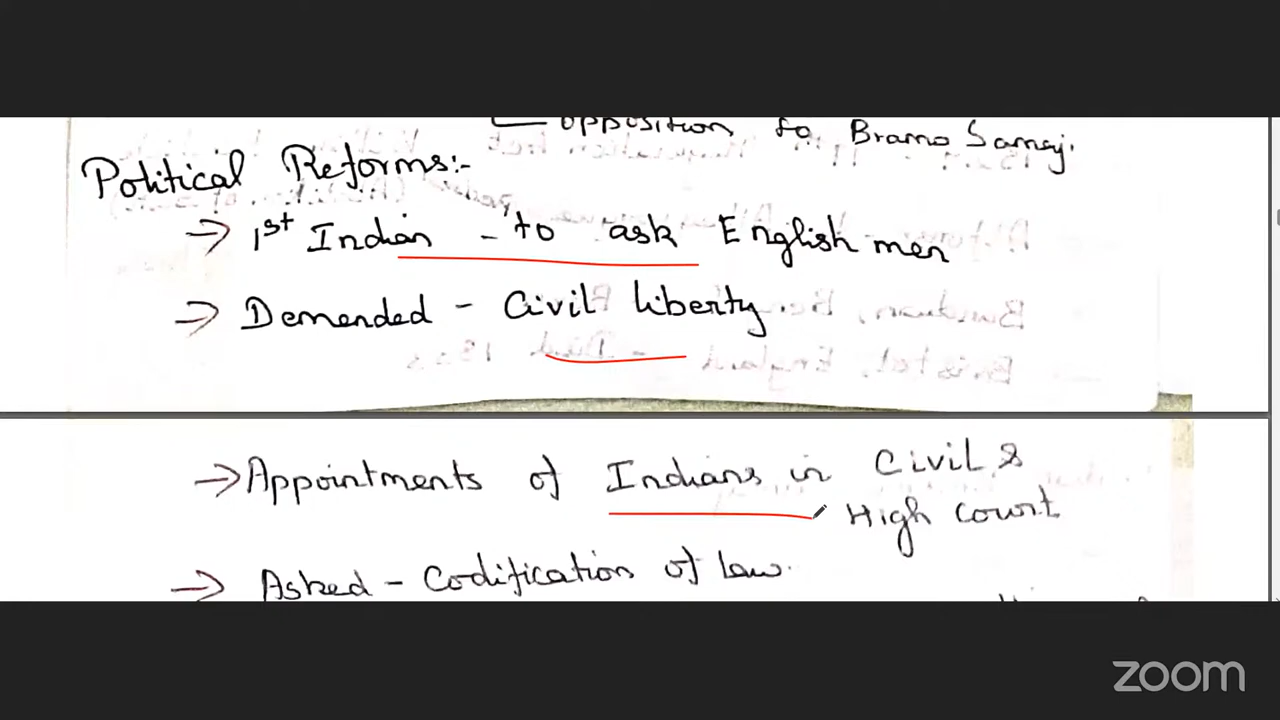 opposition to Bramo Samaj.
Political Reforms:-
→ 1st Indian - to ask English men
→ Demended - Civil liberty
→ Appointments of Indians in Civil &
High court
→ Asked - Codification of law.
zoom